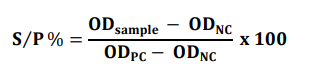 S/P % = (OD_sample − OD_NC) / (OD_PC − OD_NC) x 100